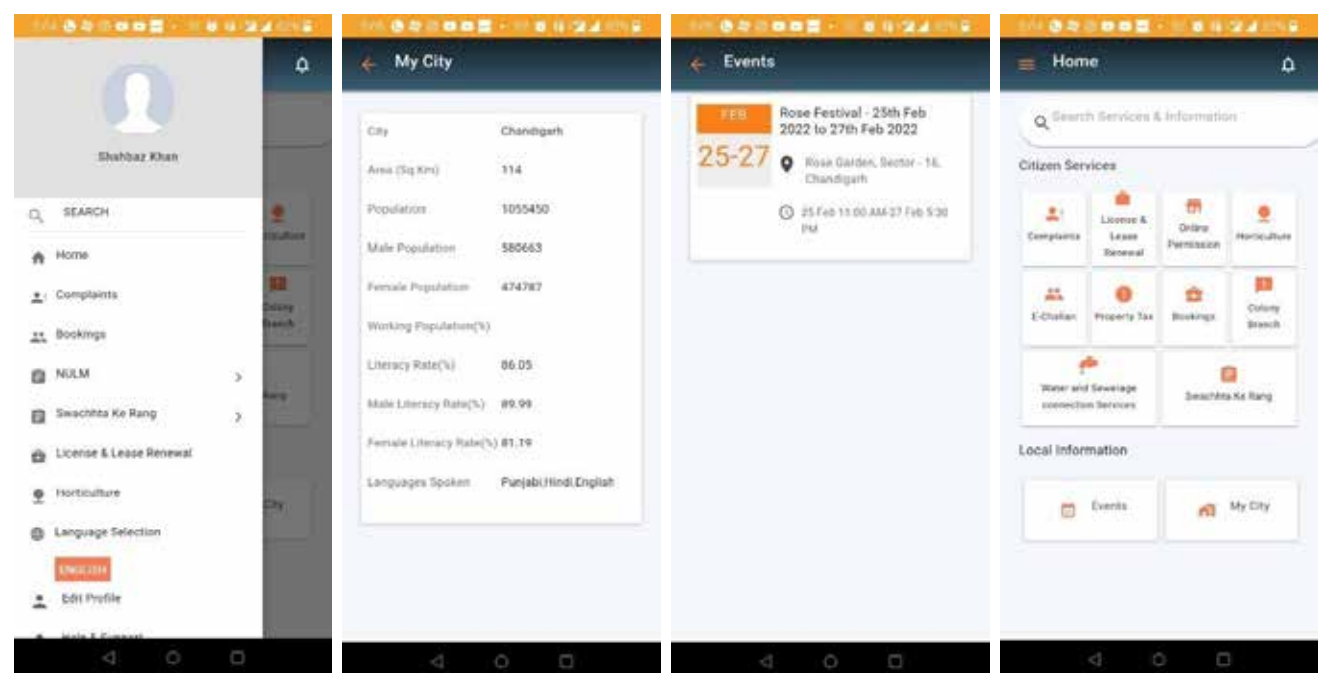 Shahbaz Khan
SEARCH
Home
Complaints
Bookings
NULM
Swachhta Ke Rang
License & Lease Renewal
Horticulture
Language Selection
ENGLISH
Edit Profile
Help & Support
My City
City Chandigarh
Area (Sq.Km) 114
Population 1055450
Male Population 580663
Female Population 474787
Working Population(%)
Literacy Rate(%) 86.05
Male Literacy Rate(%) 89.99
Female Literacy Rate(%) 81.19
Languages Spoken Punjabi,Hindi,English
Events
FEB
25-27
Rose Festival - 25th Feb
2022 to 27th Feb 2022
Rose Garden, Sector - 16,
Chandigarh
25 Feb 11:00 AM-27 Feb 5:30
PM
Home
Search Services & Information
Citizen Services
Complaints
License &
Lease
Renewal
Online
Permission
Horticulture
E-Challan
Property Tax
Bookings
Colony
Branch
Water and Sewerage
connection Services
Swachhta Ke Rang
Local Information
Events
My City